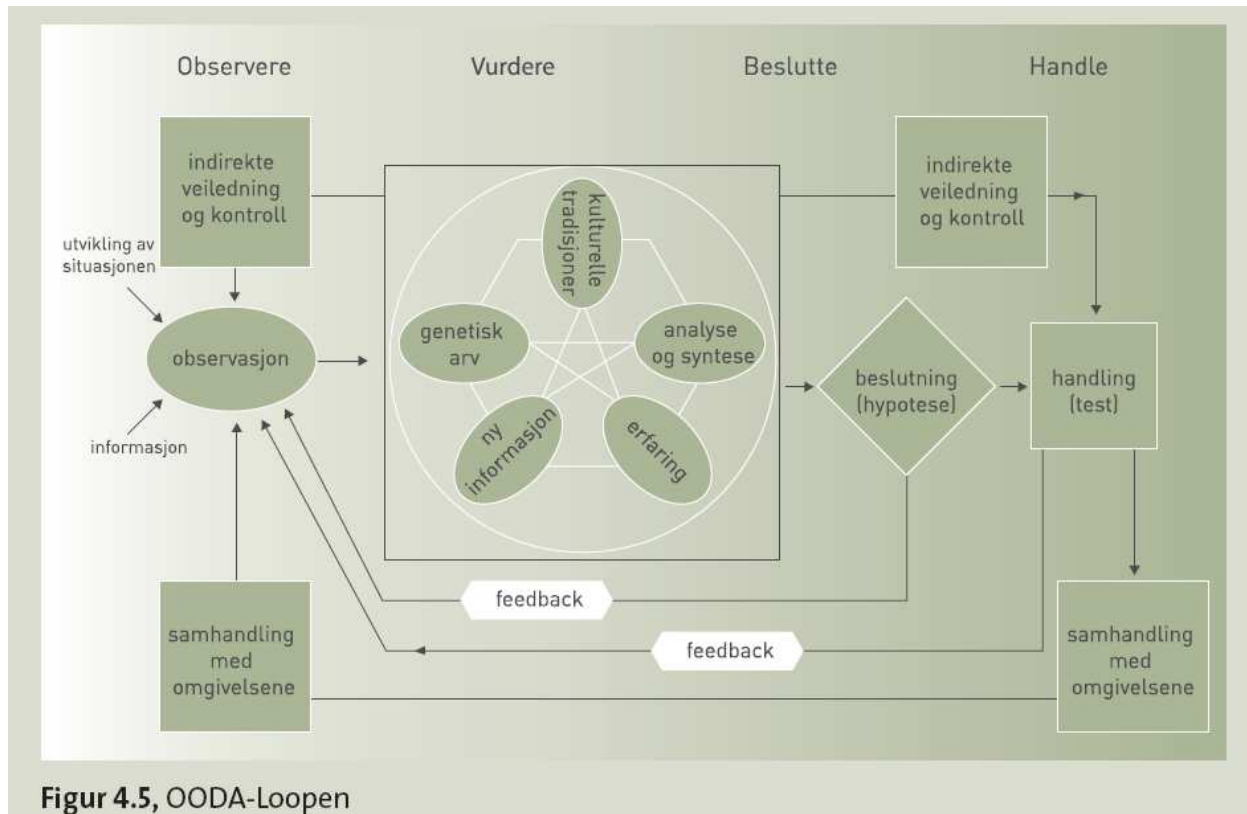 Observere
Vurdere
Beslutte
Handle
indirekte
veiledning
og kontroll
utvikling av
situasjonen
observasjon
informasjon
samhandling
med
omgivelsene
kulturelle
tradisjoner
genetisk
arv
analyse
og syntese
ny
informasjon
erfaring
beslutning
(hypotese)
indirekte
veiledning
og kontroll
handling
(test)
feedback
feedback
samhandling
med
omgivelsene
Figur 4.5, OODA-Loopen